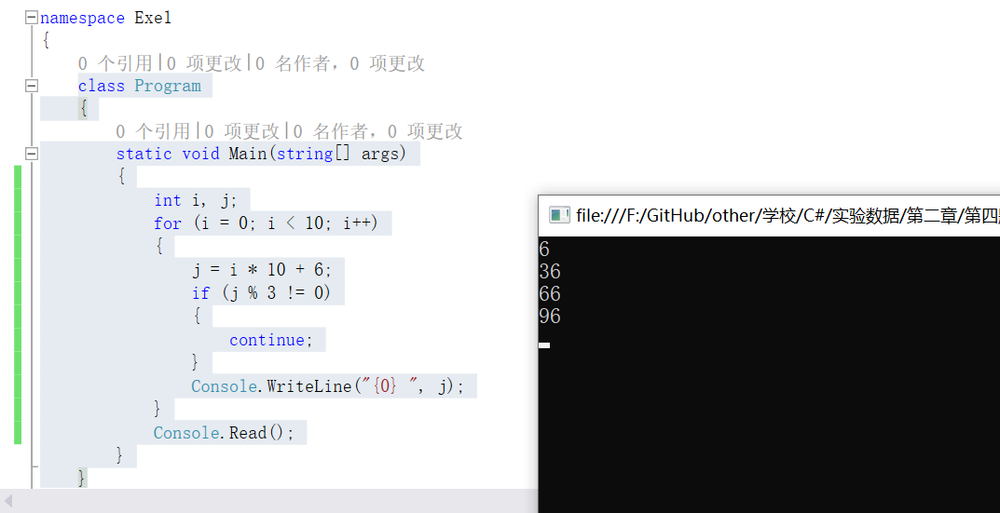 namespace Exel
{
0 个引用|0 项更改|0 名作者，0 项更改
class Program
{
0 个引用|0 项更改|0 名作者，0 项更改
static void Main(string[] args)
{
int i, j;
for (i = 0; i < 10; i++)
{
j = i * 10 + 6;
if (j % 3 != 0)
{
continue;
}
Console.WriteLine("{0} ", j);
}
Console.Read();
}
}
file:///F:/GitHub/other/学校/C#/实验数据/第二章/第四
6
36
66
96